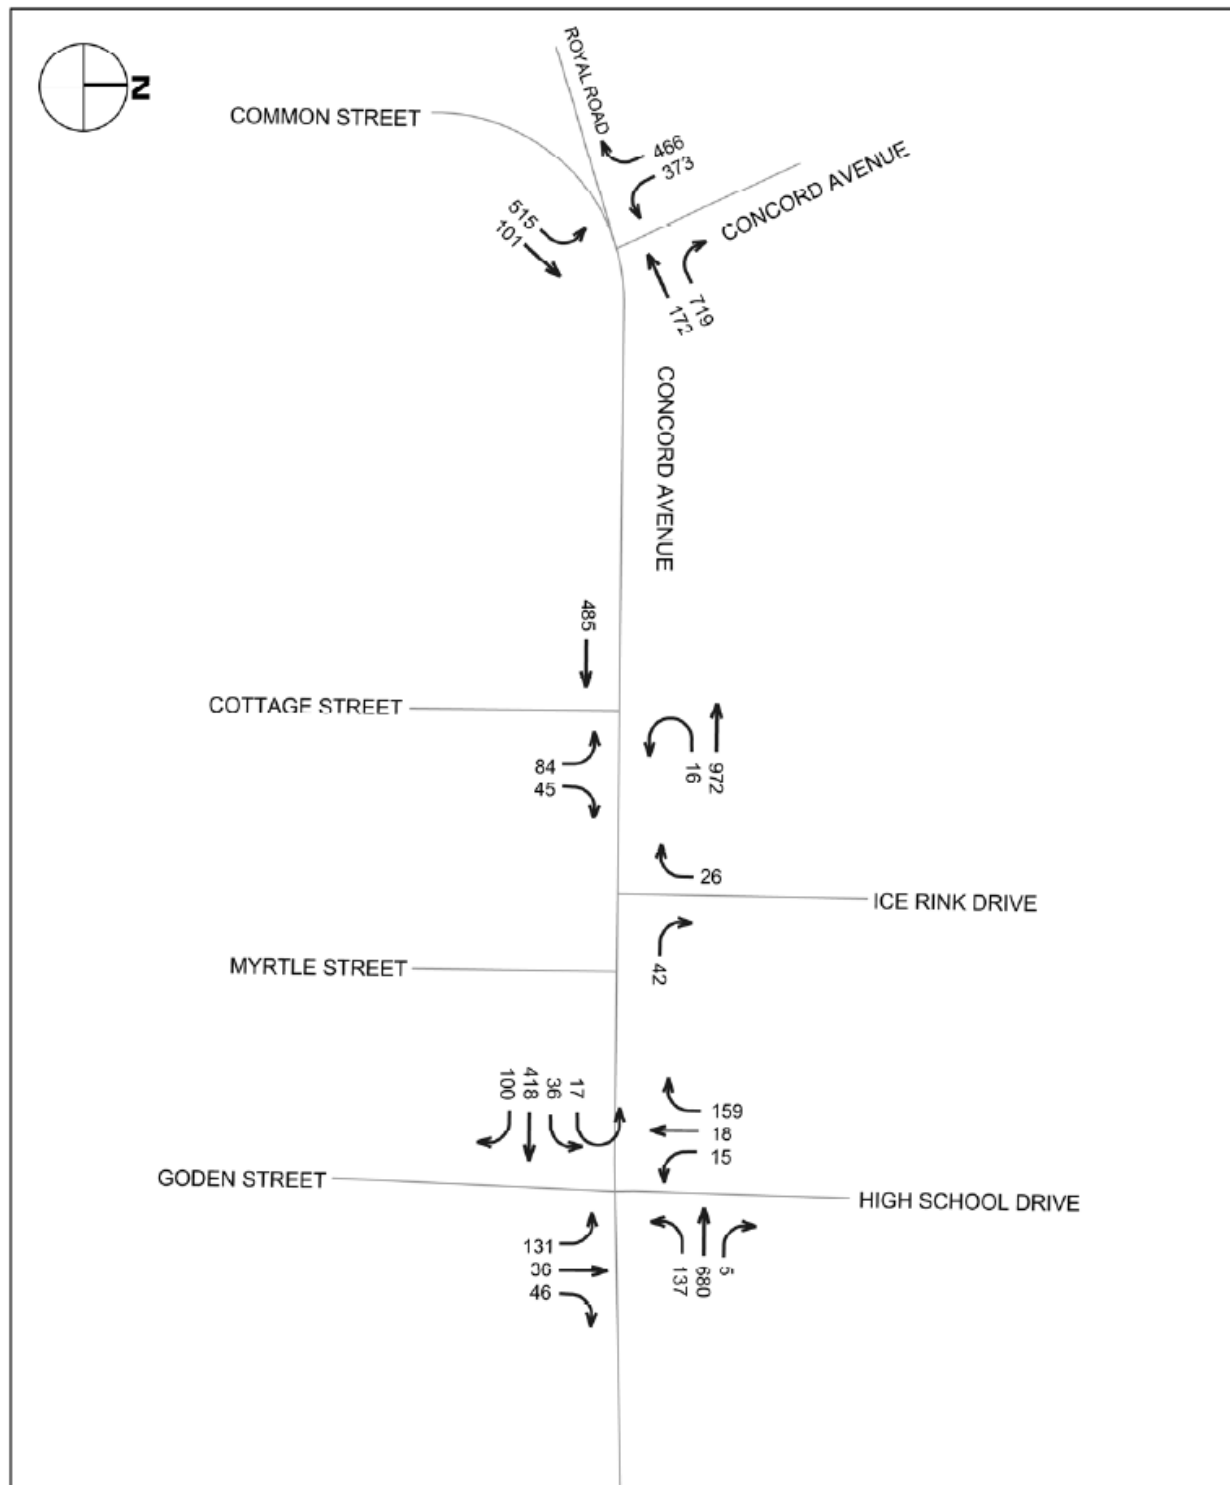 N
ROYAL ROAD
COMMON STREET
466
373
CONCORD AVENUE
515
101
719
172
CONCORD AVENUE
485
COTTAGE STREET
84
45
16
972
26
ICE RINK DRIVE
42
MYRTLE STREET
100
418
36
17
159
18
15
GODEN STREET
HIGH SCHOOL DRIVE
131
46
137
680
5